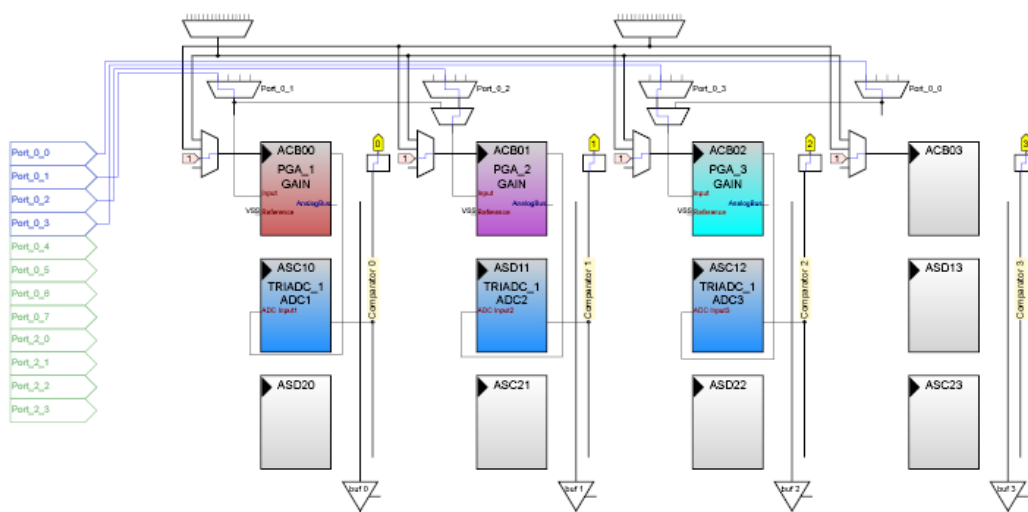 Port_0_1
Port_0_2
Port_0_3
Port_0_0
0
1
2
3
Port_0_0
Port_0_1
Port_0_2
Port_0_3
Port_0_4
Port_0_5
Port_0_6
Port_0_7
Port_2_0
Port_2_1
Port_2_2
Port_2_3
1
ACB00
PGA_1
GAIN
Input
AnalogBus
VSS
Reference
1
ACB01
PGA_2
GAIN
Input
AnalogBus
VSS
Reference
1
ACB02
PGA_3
GAIN
Input
AnalogBus
VSS
Reference
1
ACB03
ASC10
TRIADC_1
ADC1
ADC Input1
Comparator 0
ASD11
TRIADC_1
ADC2
ADC Input2
Comparator 1
ASC12
TRIADC_1
ADC3
ADC Input3
Comparator 2
ASD13
Comparator 3
ASD20
ASC21
ASD22
ASC23
buf 0
buf 1
buf 2
buf 3